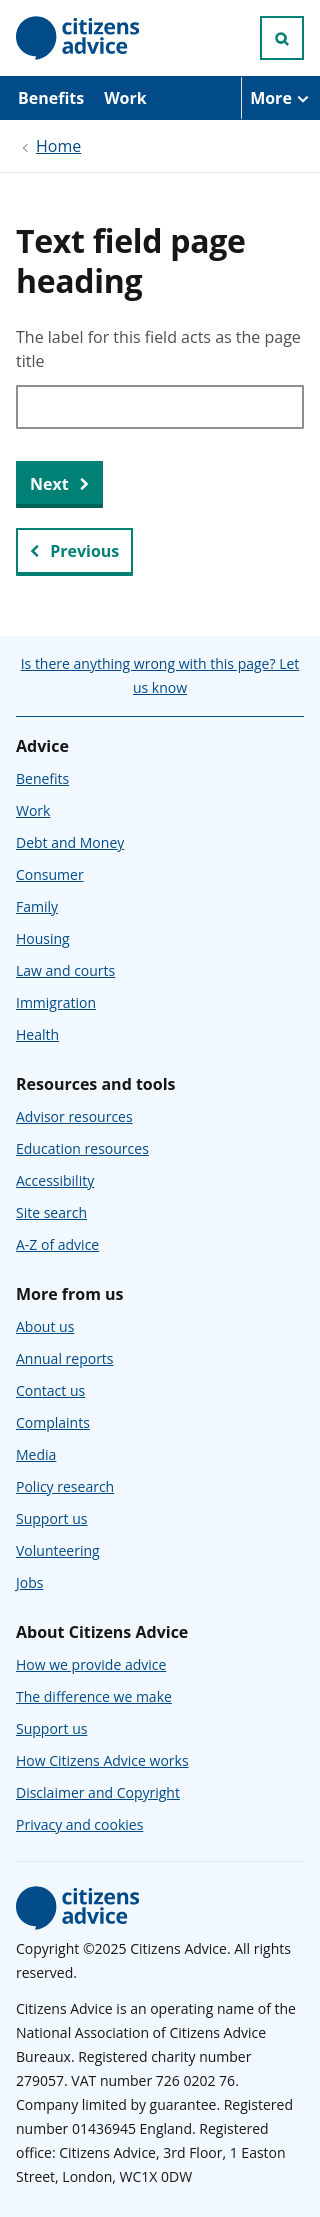 citizens
advice
Benefits Work More
Home
Text field page
heading
The label for this field acts as the page
title
Next
Previous
Is there anything wrong with this page? Let
us know
Advice
Benefits
Work
Debt and Money
Consumer
Family
Housing
Law and courts
Immigration
Health
Resources and tools
Advisor resources
Education resources
Accessibility
Site search
A-Z of advice
More from us
About us
Annual reports
Contact us
Complaints
Media
Policy research
Support us
Volunteering
Jobs
About Citizens Advice
How we provide advice
The difference we make
Support us
How Citizens Advice works
Disclaimer and Copyright
Privacy and cookies
citizens
advice
Copyright ©2025 Citizens Advice. All rights
reserved.
Citizens Advice is an operating name of the
National Association of Citizens Advice
Bureaux. Registered charity number
279057. VAT number 726 0202 76.
Company limited by guarantee. Registered
number 01436945 England. Registered
office: Citizens Advice, 3rd Floor, 1 Easton
Street, London, WC1X 0DW